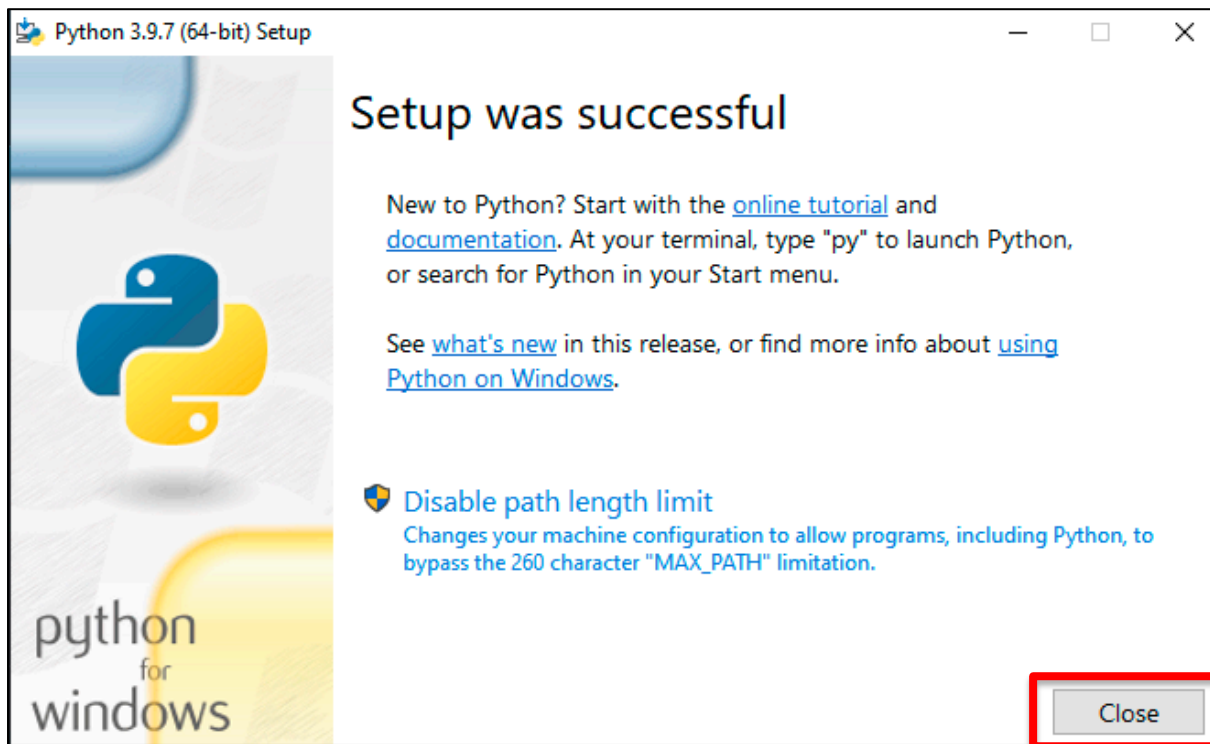 Python 3.9.7 (64-bit) Setup
Setup was successful
New to Python? Start with the online tutorial and
documentation. At your terminal, type "py" to launch Python,
or search for Python in your Start menu.
See what's new in this release, or find more info about using
Python on Windows.
Disable path length limit
Changes your machine configuration to allow programs, including Python, to
bypass the 260 character "MAX_PATH" limitation.
python
for
windows
Close